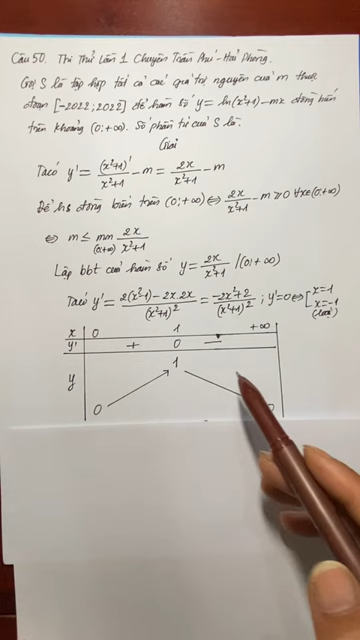 Câu 50. Thi Thử Lần 1 Chuyên Trần Phú - Hải Phòng.
Gọi S là tập hợp tất cả các giá trị nguyên của m thuộc
đoạn [-2022; 2022] để hàm số y = ln(x²+1) - mx đồng biến
trên khoảng (0; +∞). Số phần tử của S là.
Giải
Ta có y' = (x²+1)'/(x²+1) - m = 2x/(x²+1) - m
Để hs đồng biến trên (0; +∞) ⇔ 2x/(x²+1) - m ≥ 0 ∀x∈(0;+∞)
⇔ m ≤ min(0;+∞) 2x/(x²+1)
Lập bbt của hàm số y = 2x/(x²+1) /(0; +∞)
Ta có y' = (2(x²+1) - 2x.2x)/(x²+1)² = (-2x²+2)/(x²+1)² ; y'=0 ⇔ [x=1
x=-1
(loại)
x 0 1 +∞
y' + 0 -
y 1
0